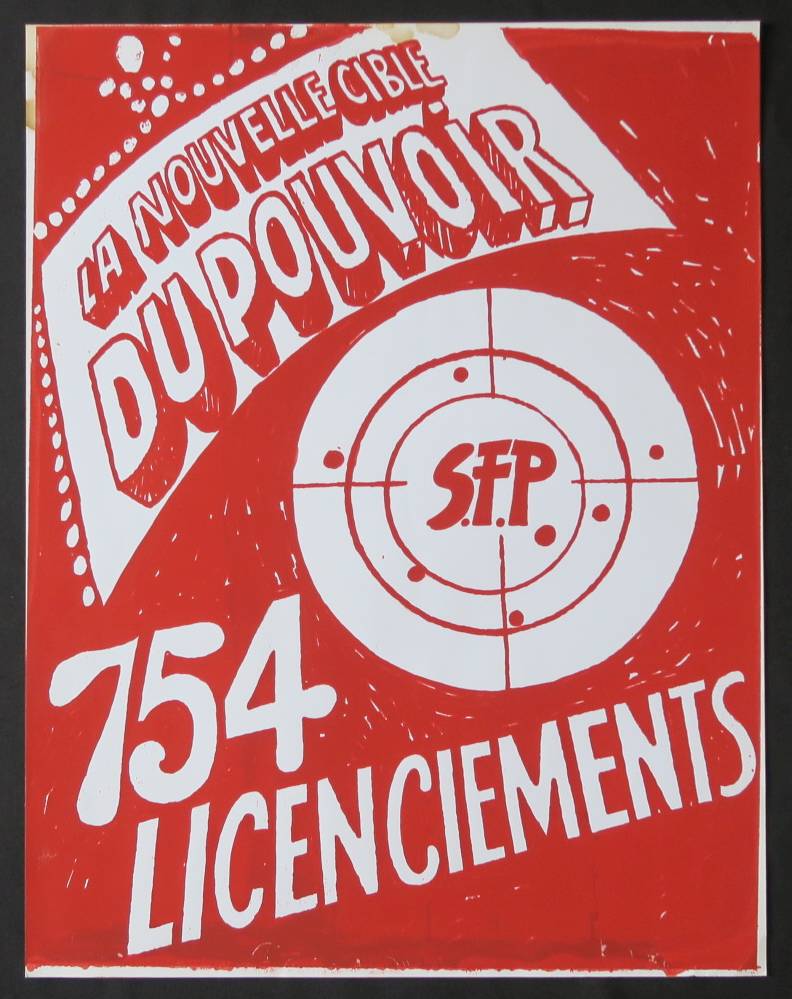 LA NOUVELLE CIBLE
DU POUVOIR
S.F.P
754
LICENCIEMENTS